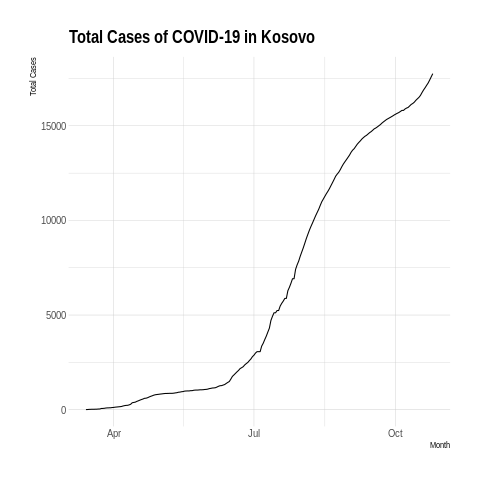 Total Cases of COVID-19 in Kosovo
Total Cases
15000
10000
5000
0
Apr Jul Oct
Month